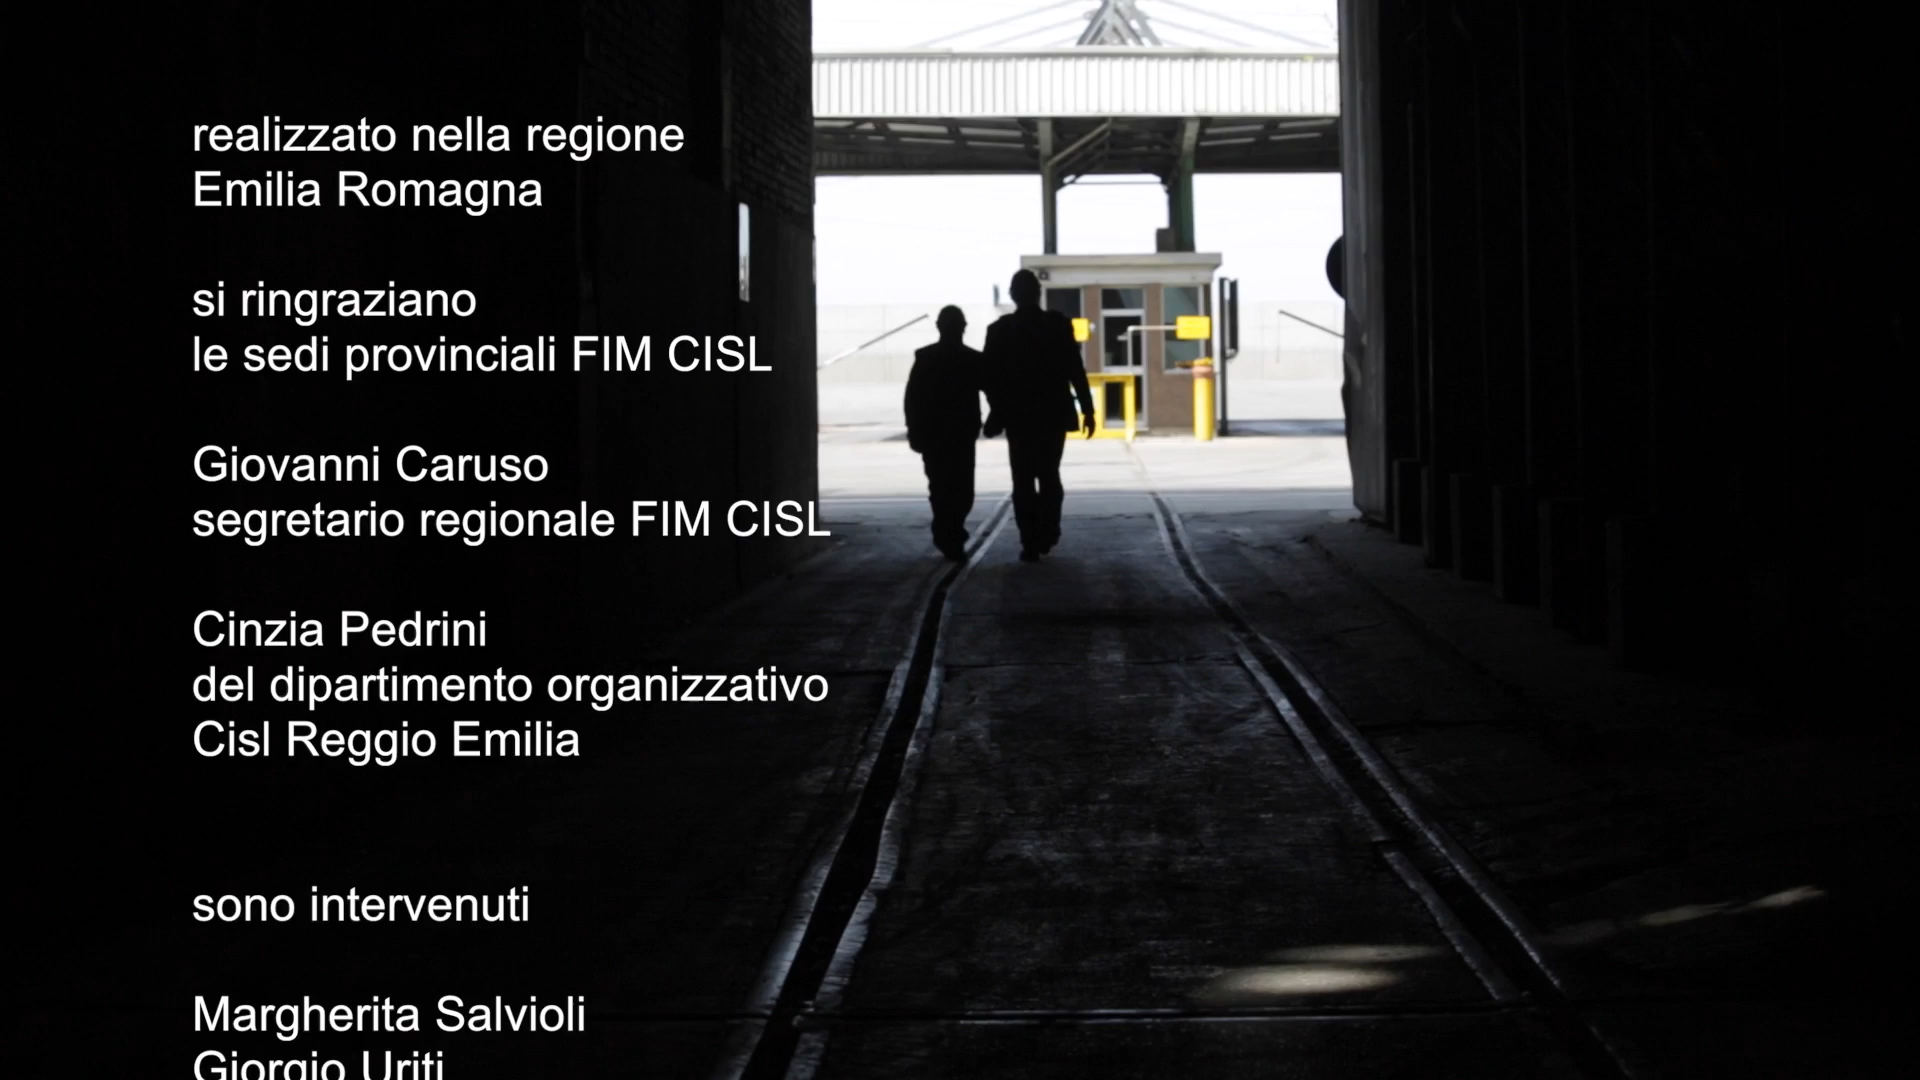 realizzato nella regione
Emilia Romagna
si ringraziano
le sedi provinciali FIM CISL
Giovanni Caruso
segretario regionale FIM CISL
Cinzia Pedrini
del dipartimento organizzativo
Cisl Reggio Emilia
sono intervenuti
Margherita Salvioli
Giorgio Uriti